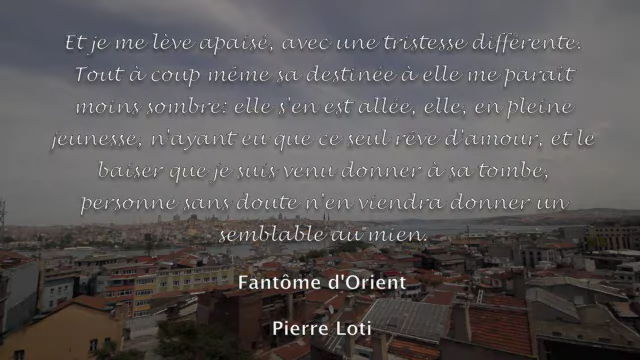 Et je me lève apaisé, avec une tristesse différente.
Tout à coup même sa destinée à elle me paraît
moins sombre: elle s'en est allée, elle, en pleine
jeunesse, n'ayant eu que ce seul rêve d'amour, et le
baiser que je suis venu donner à sa tombe,
personne sans doute n'en viendra donner un
semblable au mien.
Fantôme d'Orient
Pierre Loti